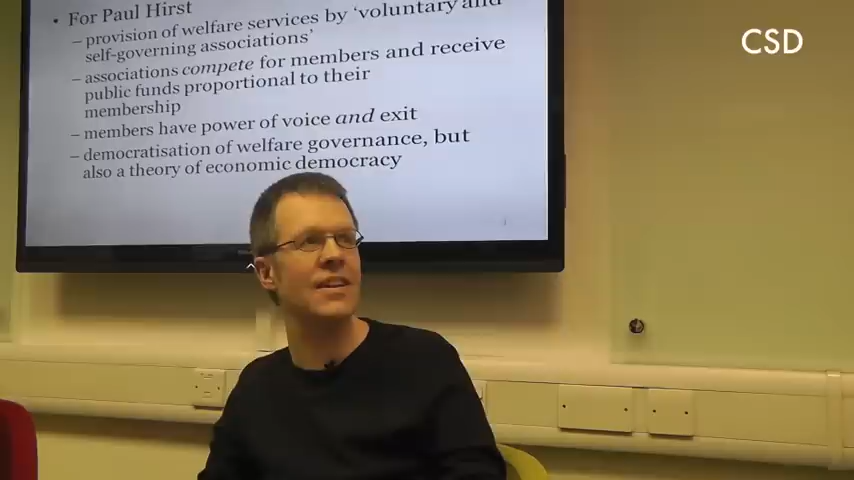 • For Paul Hirst
– provision of welfare services by 'voluntary and
self-governing associations'
– associations compete for members and receive
public funds proportional to their
membership
– members have power of voice and exit
– democratisation of welfare governance, but
also a theory of economic democracy
CSD